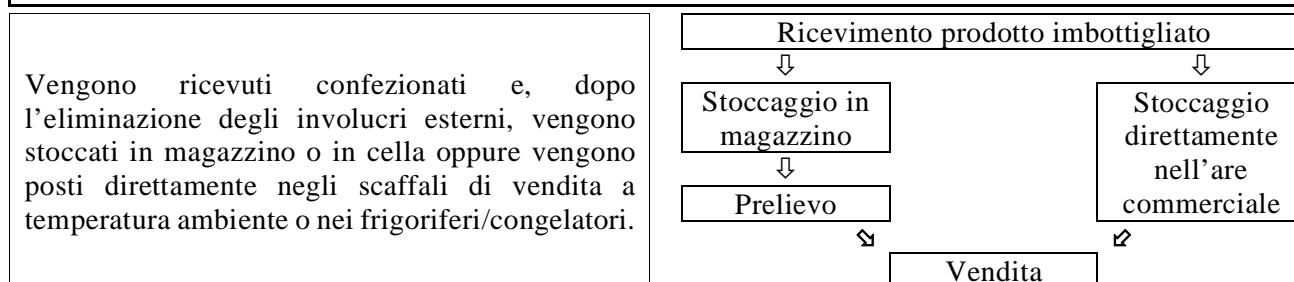 Vengono ricevuti confezionati e, dopo
l'eliminazione degli involucri esterni, vengono
stoccati in magazzino o in cella oppure vengono
posti direttamente negli scaffali di vendita a
temperatura ambiente o nei frigoriferi/congelatori.
Ricevimento prodotto imbottigliato
Stoccaggio in
magazzino
Prelievo
Stoccaggio
direttamente
nell'are
commerciale
Vendita